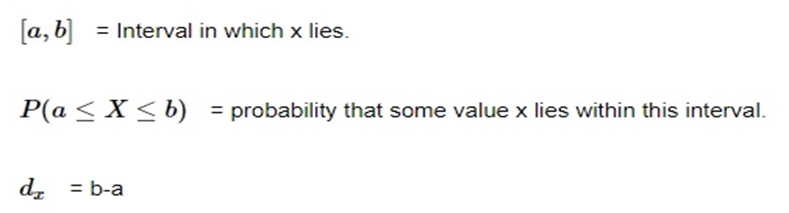 [a, b] = Interval in which x lies.
P(a ≤ X ≤ b) = probability that some value x lies within this interval.
dₓ = b-a